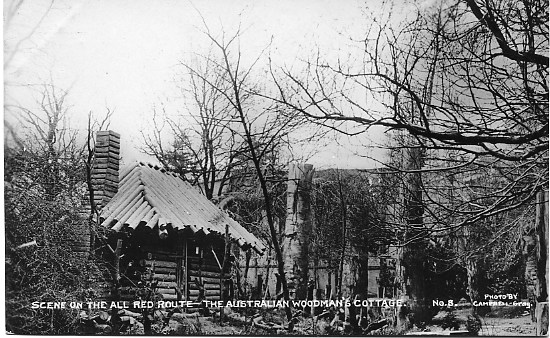 SCENE ON THE ALL RED ROUTE – THE AUSTRALIAN WOODMAN'S COTTAGE. NO.8.
PHOTO BY
CAMPBELL-GRAY.